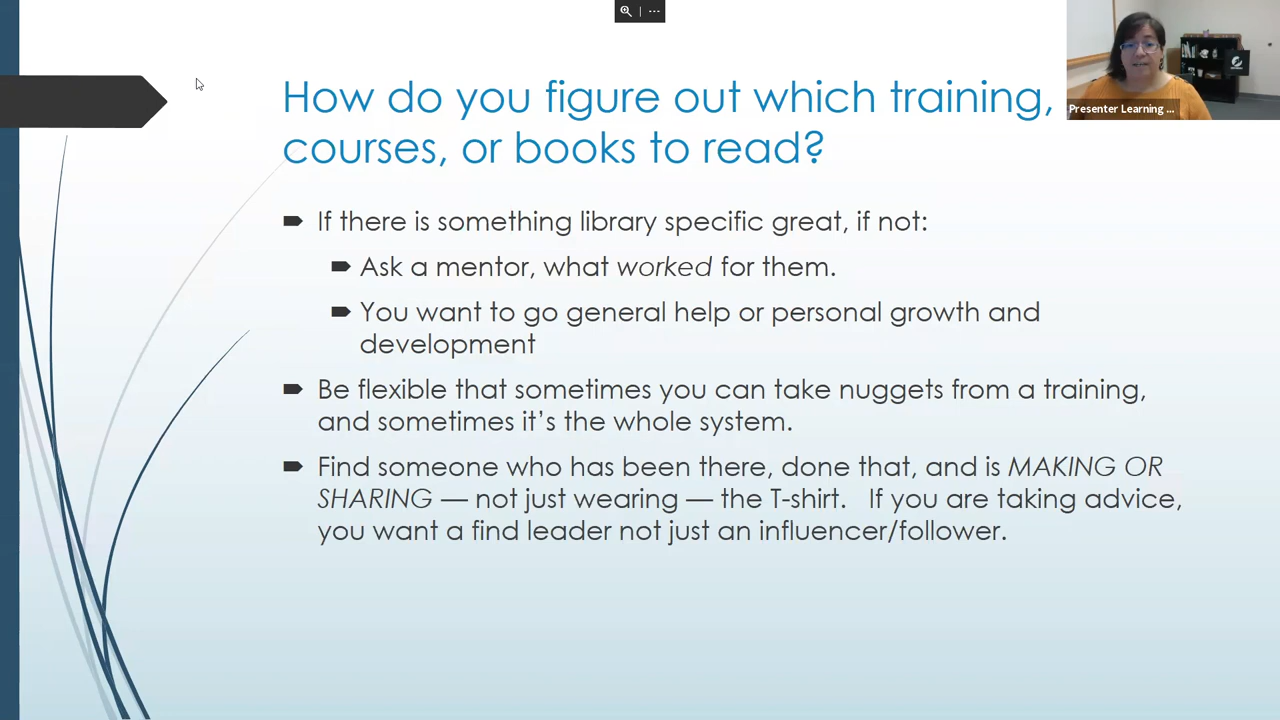 How do you figure out which training,
courses, or books to read?
If there is something library specific great, if not:
Ask a mentor, what worked for them.
You want to go general help or personal growth and
development
Be flexible that sometimes you can take nuggets from a training,
and sometimes it’s the whole system.
Find someone who has been there, done that, and is MAKING OR
SHARING — not just wearing — the T-shirt. If you are taking advice,
you want a find leader not just an influencer/follower.
Presenter Learning ...